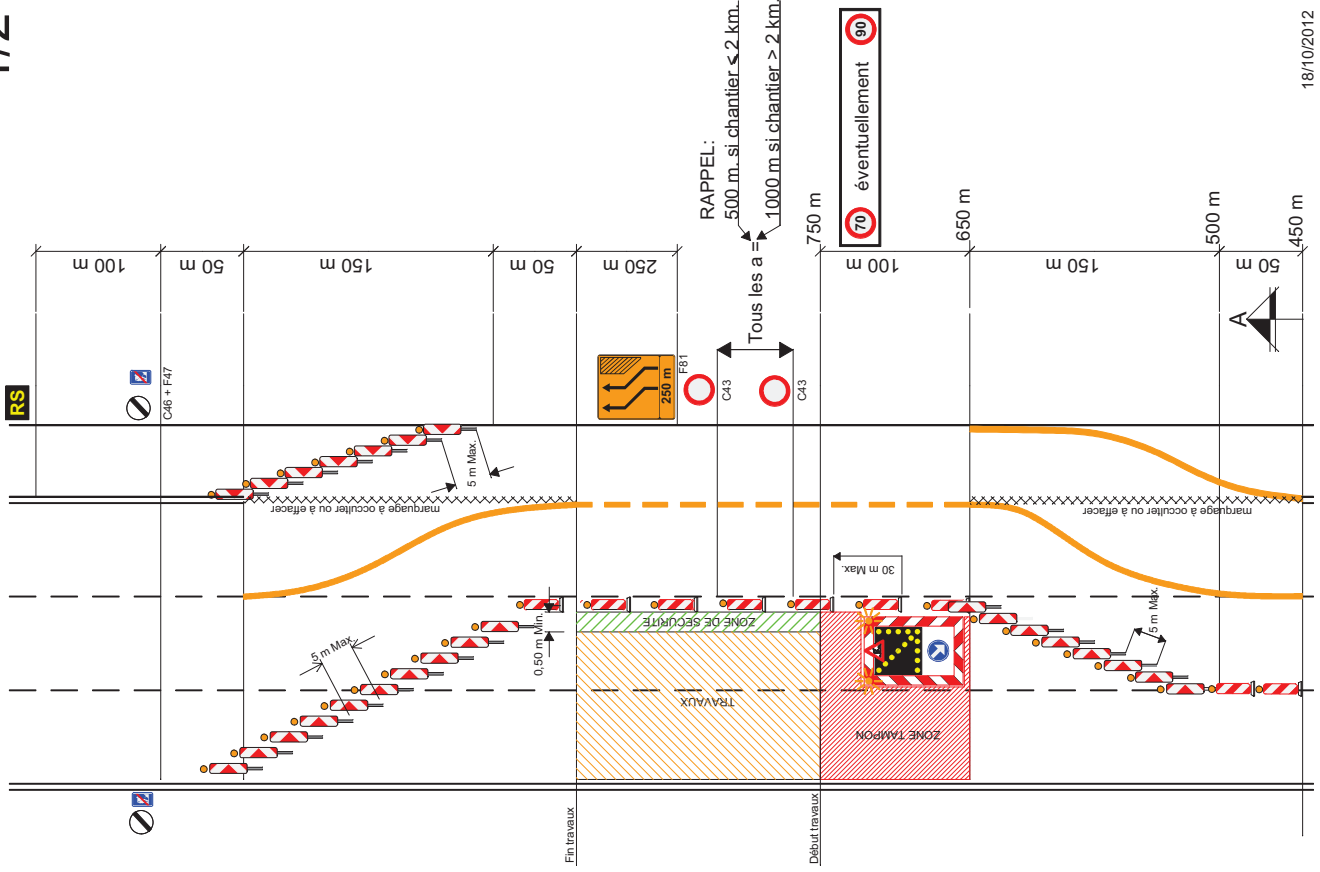 RS
C46 + F47
100 m
50 m
150 m
50 m
250 m
5 m Max.
marquage à occulter ou à effacer
5 m Max.
0,50 m Min.
250 m
F81
C43
C43
Tous les a =
RAPPEL:
500 m. si chantier < 2 km.
1000 m si chantier > 2 km.
70 éventuellement 90
Fin travaux
ZONE DE SECURITE
TRAVAUX
Début travaux
750 m
30 m Max.
ZONE TAMPON
100 m
650 m
marquage à occulter ou à effacer
5 m Max.
150 m
500 m
50 m
450 m
A
18/10/2012